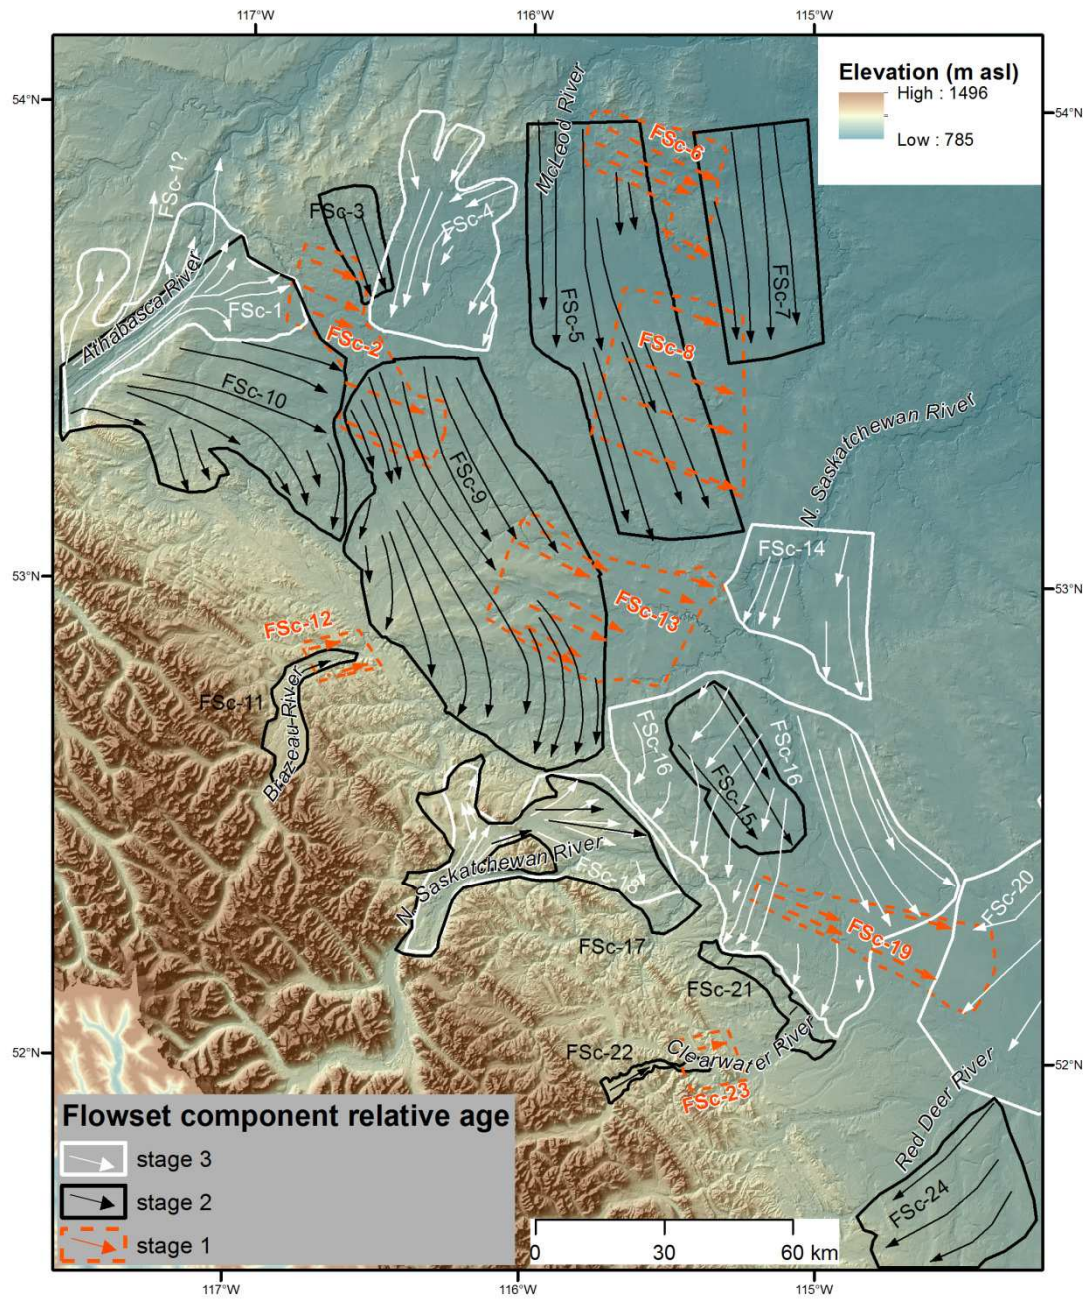 117°W
116°W
115°W
54°N
54°N
Elevation (m asl)
High : 1496
Low : 785
McLeod River
FSc-6
FSc-1?
FSc-3
FSc-4
FSc-7
Athabasca River
FSc-1
FSc-2
FSc-5
FSc-8
FSc-10
FSc-9
N. Saskatchewan River
53°N
53°N
FSc-14
FSc-12
FSc-13
FSc-11
Brazeau River
FSc-16
FSc-16
FSc-15
N. Saskatchewan River
FSc-18
FSc-20
FSc-19
FSc-17
FSc-21
52°N
52°N
FSc-22
Clearwater River
FSc-23
Red Deer River
FSc-24
Flowset component relative age
stage 3
stage 2
stage 1
0
30
60 km
117°W
116°W
115°W